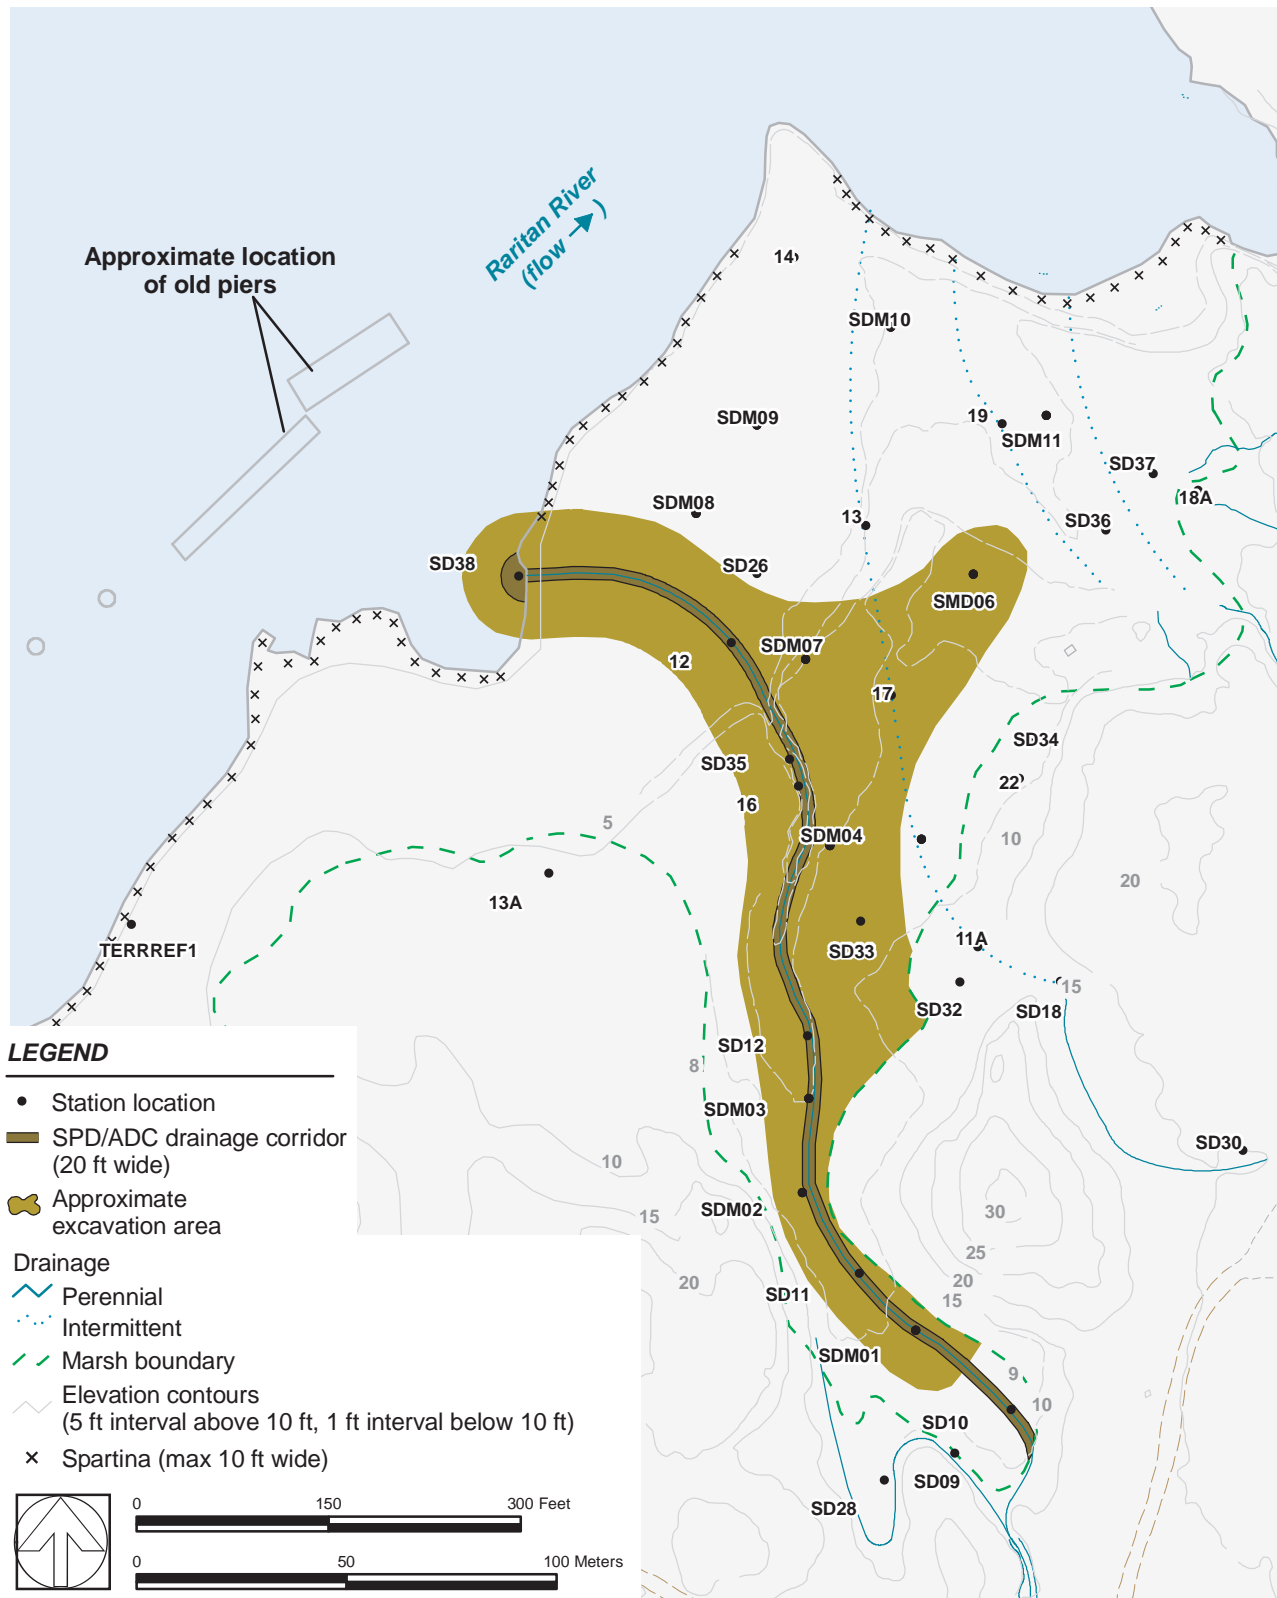 Raritan River
(flow )
Approximate location
of old piers
14
SDM10
SDM09
19
SDM11
SD37
18A
SDM08
13
SD36
SD38
SD26
SMD06
12
SDM07
17
SD34
SD35
22
16
5
SDM04
10
20
13A
TERRREF1
SD33
11A
15
SD32
SD18
SD12
8
SDM03
SD30
10
SDM02
15
30
25
20
20
SD11
15
SDM01
9
10
SD10
SD09
SD28
LEGEND
Station location
SPD/ADC drainage corridor
(20 ft wide)
Approximate
excavation area
Drainage
Perennial
Intermittent
Marsh boundary
Elevation contours
(5 ft interval above 10 ft, 1 ft interval below 10 ft)
Spartina (max 10 ft wide)
0 150 300 Feet
0 50 100 Meters